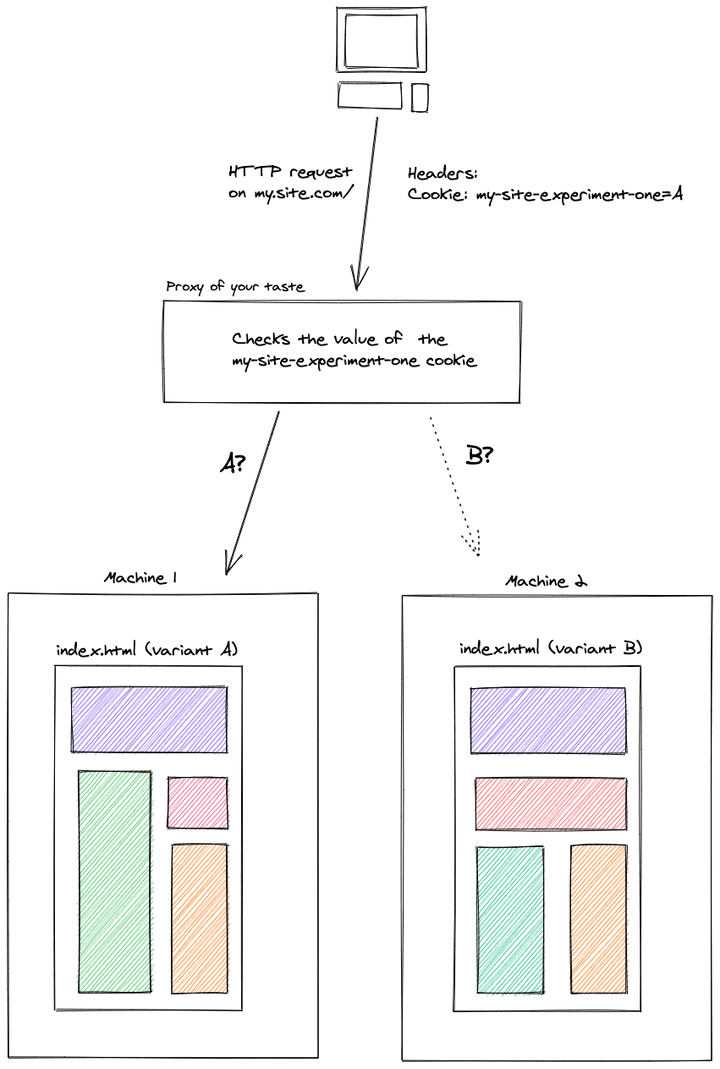 HTTP request
on my.site.com/
Headers:
Cookie: my-site-experiment-one=A
Proxy of your taste
Checks the value of the
my-site-experiment-one cookie
A?
B?
Machine 1
Machine 2
index.html (variant A)
index.html (variant B)